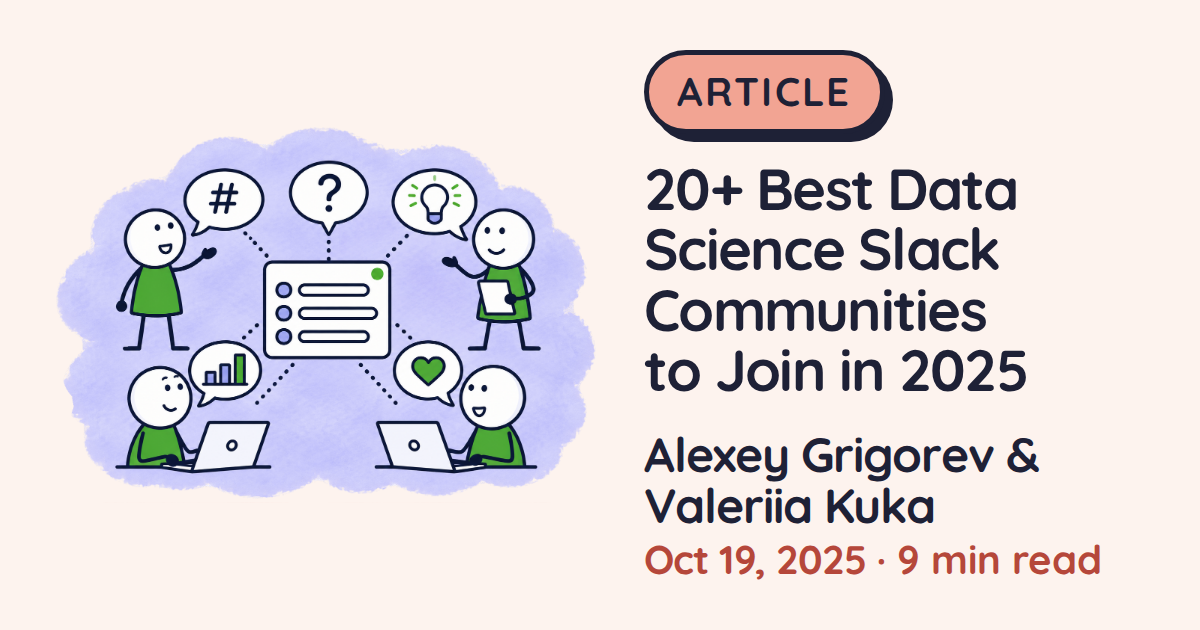 #
?
ARTICLE
20+ Best Data
Science Slack
Communities
to Join in 2025
Alexey Grigorev &
Valeriia Kuka
Oct 19, 2025 · 9 min read